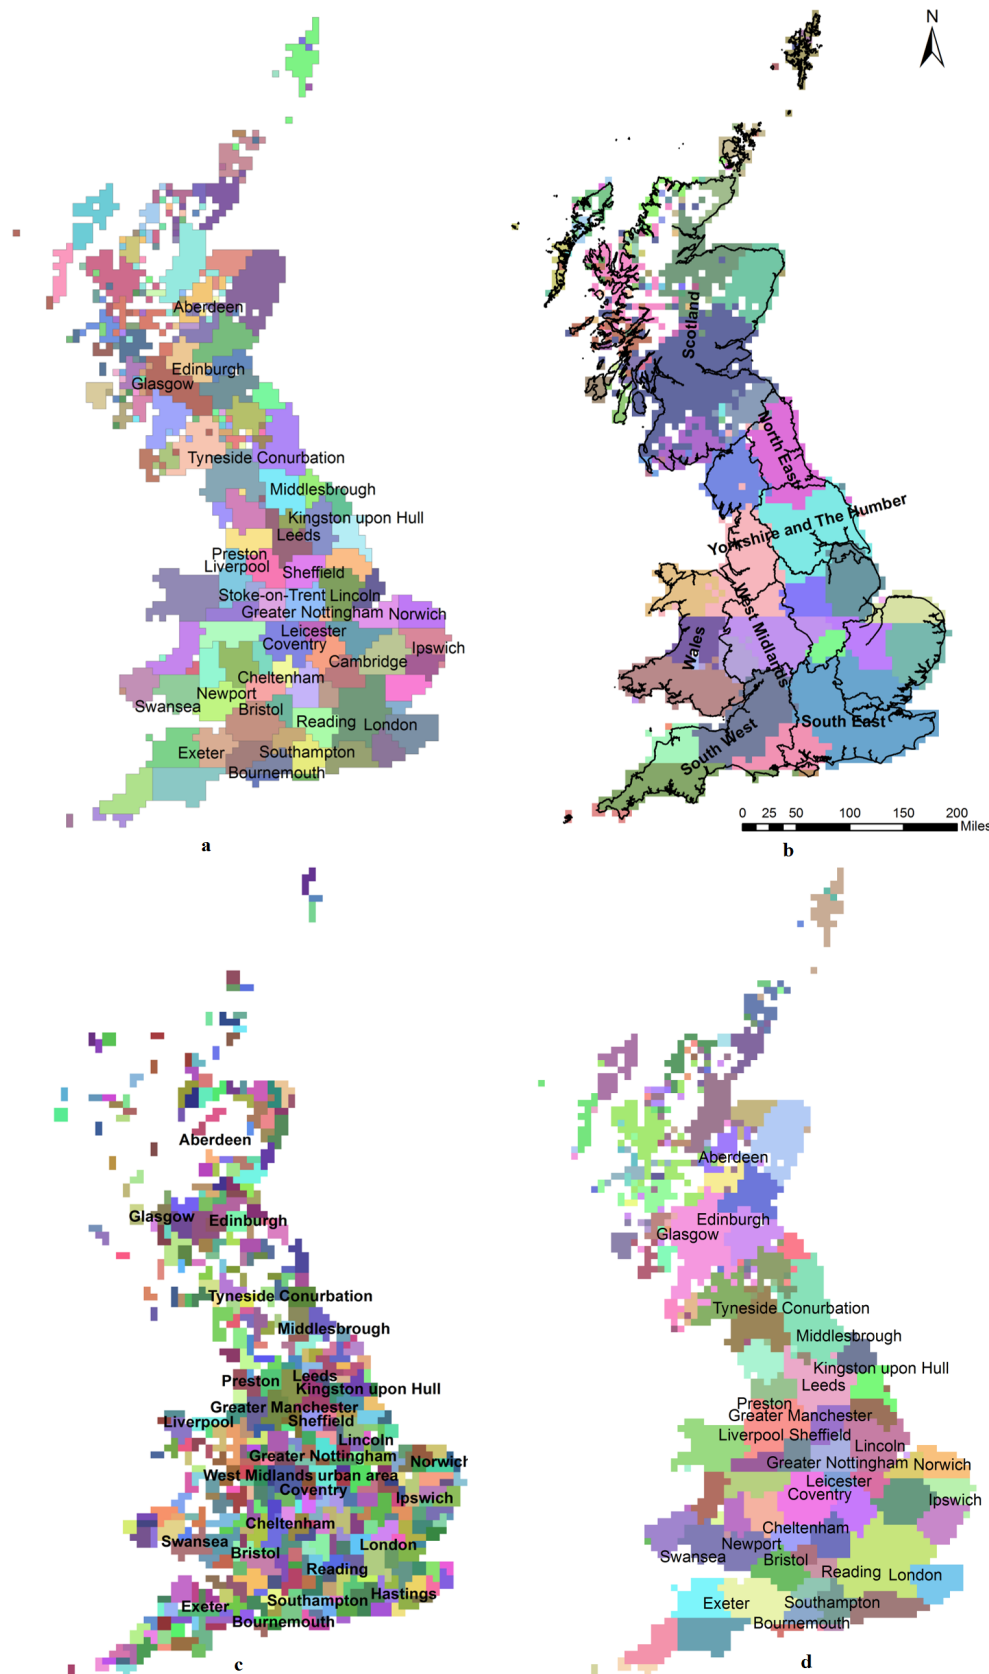 N
Aberdeen
Edinburgh
Glasgow
Tyneside Conurbation
Middlesbrough
Kingston upon Hull
Leeds
Preston
Liverpool
Sheffield
Stoke-on-Trent Lincoln
Greater Nottingham Norwich
Leicester
Coventry
Ipswich
Cambridge
Cheltenham
Newport
Swansea
Bristol
Reading London
Exeter
Southampton
Bournemouth
a
Scotland
North East
Yorkshire and The Humber
West Midlands
Wales
South East
South West
0 25 50 100 150 200
Miles
b
Aberdeen
Glasgow
Edinburgh
Tyneside Conurbation
Middlesbrough
Preston
Leeds
Kingston upon Hull
Greater Manchester
Liverpool
Sheffield
Lincoln
Greater Nottingham
Norwich
West Midlands urban area
Coventry
Ipswich
Cheltenham
Swansea
Bristol
London
Reading
Hastings
Exeter
Southampton
Bournemouth
c
Aberdeen
Edinburgh
Glasgow
Tyneside Conurbation
Middlesbrough
Kingston upon Hull
Leeds
Preston
Greater Manchester
Liverpool Sheffield
Lincoln
Greater Nottingham Norwich
Leicester
Coventry
Ipswich
Cheltenham
Newport
Swansea
Bristol
Reading London
Exeter
Southampton
Bournemouth
d